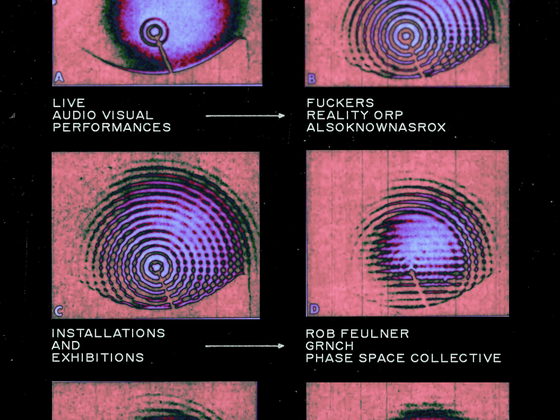 A
B
LIVE
AUDIO VISUAL
PERFORMANCES
FUCKERS
REALITY ORP
ALSOKNOWNASROX
C
D
INSTALLATIONS
AND
EXHIBITIONS
ROB FEULNER
GRNCH
PHASE SPACE COLLECTIVE